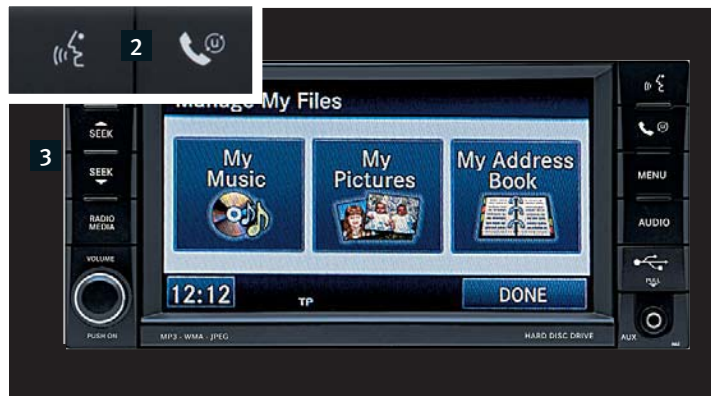 2
3
Manage My Files
SEEK
SEEK
RADIO
MEDIA
VOLUME
PUSH ON
My
Music
My
Pictures
My Address
Book
12:12
TP
DONE
MENU
AUDIO
PULL
AUX
MP3 - WMA - JPEG
HARD DISC DRIVE